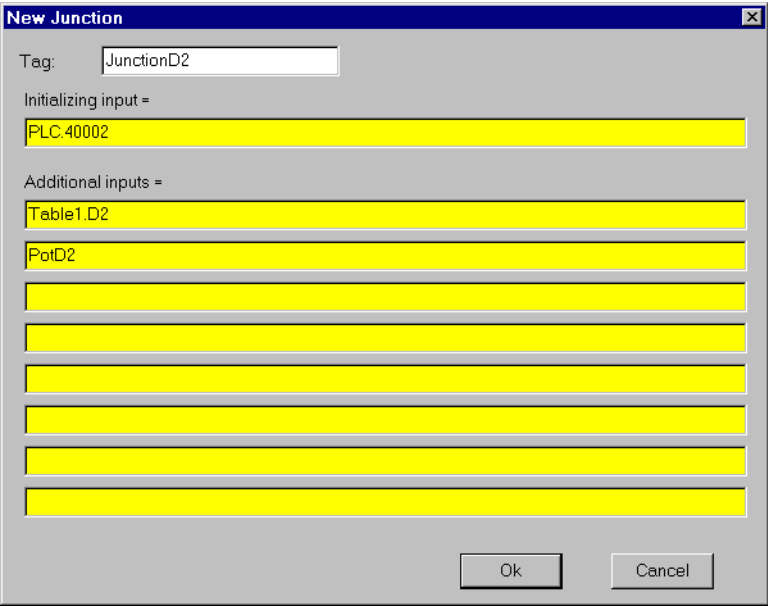 New Junction
Tag: JunctionD2
Initializing input =
PLC.40002
Additional inputs =
Table1.D2
PotD2
Ok Cancel